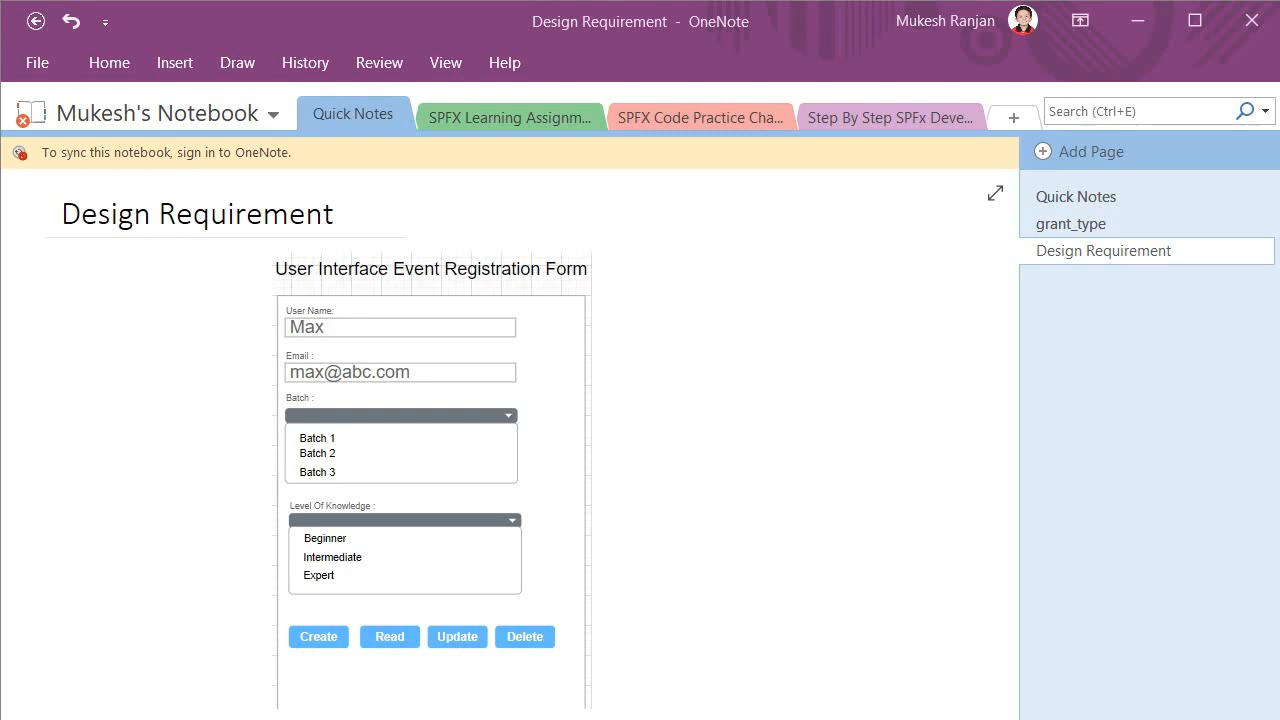 Design Requirement - OneNote
Mukesh Ranjan
File Home Insert Draw History Review View Help
Mukesh's Notebook
Quick Notes
SPFX Learning Assignm...
SPFX Code Practice Cha...
Step By Step SPFx Deve...
+
Search (Ctrl+E)
To sync this notebook, sign in to OneNote.
Add Page
Quick Notes
grant_type
Design Requirement
Design Requirement
User Interface Event Registration Form
User Name:
Max
Email :
max@abc.com
Batch :
Batch 1
Batch 2
Batch 3
Level Of Knowledge :
Beginner
Intermediate
Expert
Create Read Update Delete